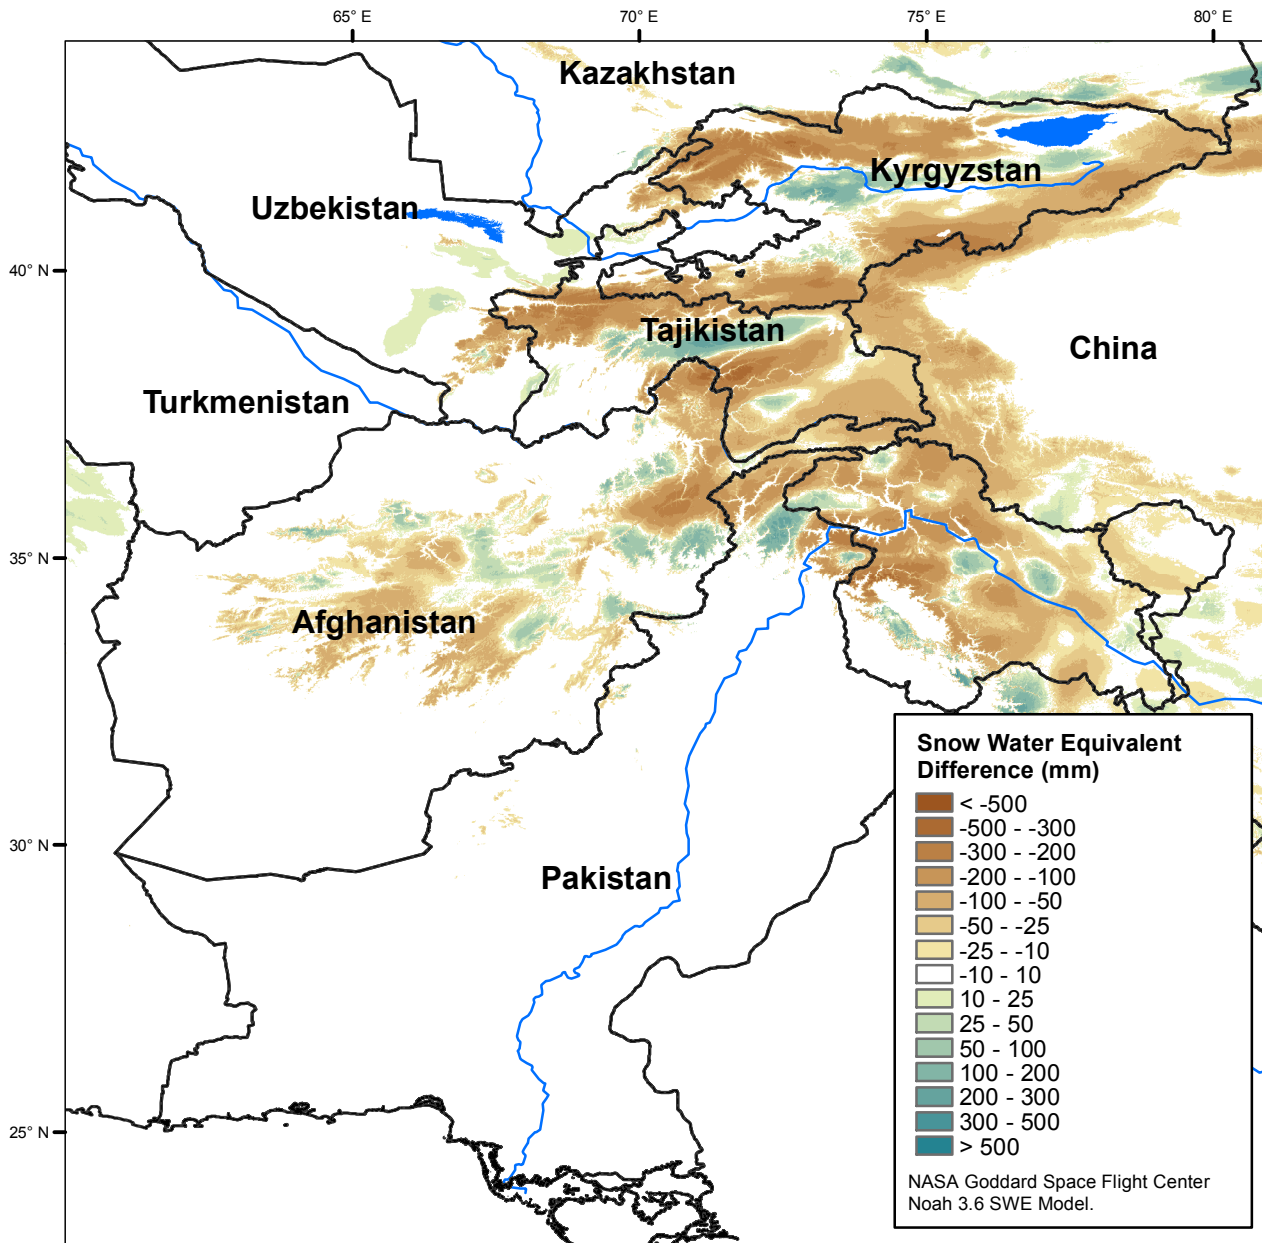 65° E
70° E
75° E
80° E
Kazakhstan
Kyrgyzstan
Uzbekistan
40° N
Tajikistan
China
Turkmenistan
35° N
Afghanistan
Snow Water Equivalent
Difference (mm)
< -500
-500 - -300
30° N
-300 - -200
Pakistan
-200 - -100
-100 - -50
-50 - -25
-25 - -10
-10 - 10
10 - 25
25 - 50
50 - 100
100 - 200
200 - 300
300 - 500
25° N
> 500
NASA Goddard Space Flight Center
Noah 3.6 SWE Model.